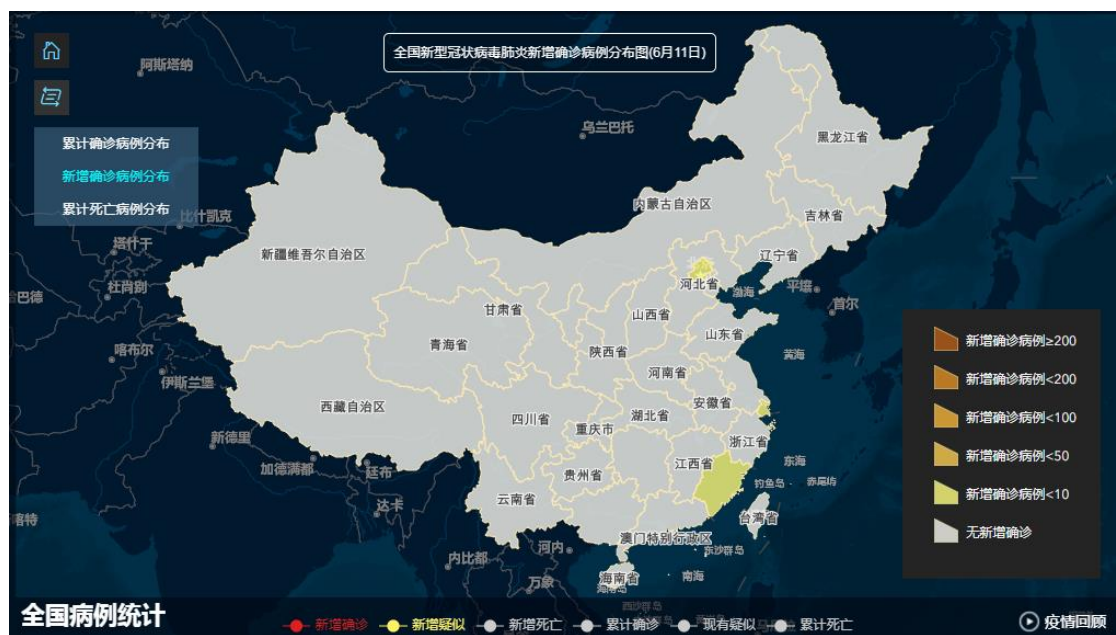 全国新型冠状病毒肺炎新增确诊病例分布图(6月11日)
阿斯塔纳
累计确诊病例分布
新增确诊病例分布
累计死亡病例分布
乌兰巴托
黑龙江省
内蒙古自治区
吉林省
比什凯克
塔什干
新疆维吾尔自治区
辽宁省
杜尚别
河北省
渤海
平壤
首尔
巴德
甘肃省
山西省
山东省
青海省
陕西省
黄海
喀布尔
伊斯兰堡
河南省
西藏自治区
安徽省
四川省
湖北省
重庆市
新德里
浙江省
加德满都
廷布
贵州省
江西省
东海
钓鱼岛
赤尾屿
云南省
达卡
喀特
台湾省
澳门特别行政区
东沙群岛
河内
内比都
万象
海南省
南海
西沙群岛
新增确诊病例≥200
新增确诊病例<200
新增确诊病例<100
新增确诊病例<50
新增确诊病例<10
无新增确诊
全国病例统计
新增确诊
新增疑似
新增死亡
累计确诊
现有疑似
累计死亡
疫情回顾